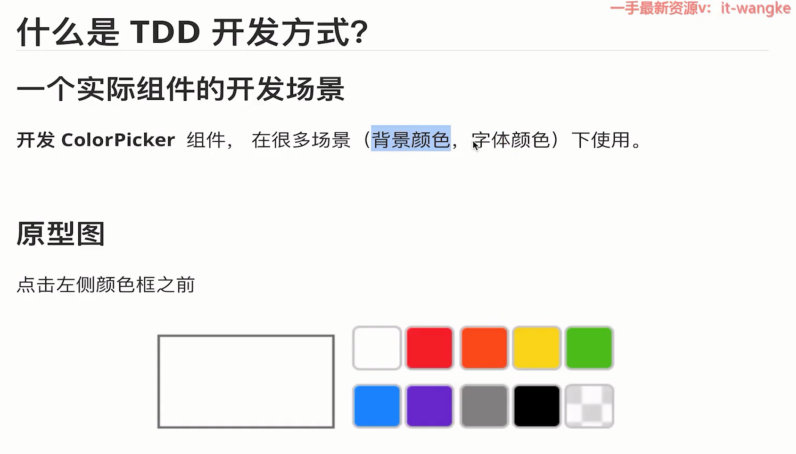 一手最新资源v：it-wangke
什么是 TDD 开发方式?
一个实际组件的开发场景
开发 ColorPicker 组件， 在很多场景（背景颜色，字体颜色）下使用。
原型图
点击左侧颜色框之前